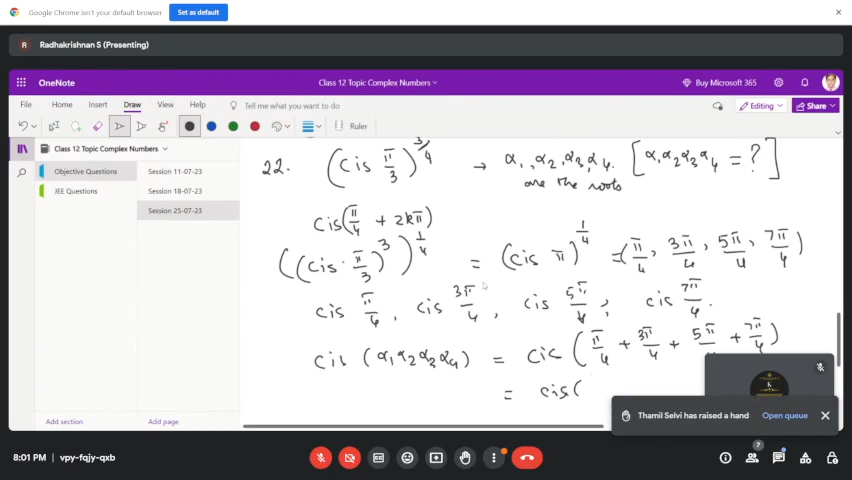 Google Chrome isn't your default browser
Set as default
R Radhakrishnan S (Presenting)
OneNote
Class 12 Topic Complex Numbers
Buy Microsoft 365
File Home Insert Draw View Help Tell me what you want to do Editing Share
Ruler
Class 12 Topic Complex Numbers
Objective Questions
JEE Questions
Session 11-07-23
Session 18-07-23
Session 25-07-23
22. (Cis π/3)^3/4 → α1, α2, α3, α4. [α1α2α3α4 = ?]
are the roots
Cis(π/4 + 2kπ)
((Cis·π/3)^3)^1/4 = (cis π)^1/4 = (π/4, 3π/4, 5π/4, 7π/4)
cis π/4, cis 3π/4, cis 5π/4, cis 7π/4.
cis (α1α2α3α4) = cis (π/4 + 3π/4 + 5π/ + 7π/4)
= cis(
K
Add section
Add page
Thamil Selvi has raised a hand Open queue
8:01 PM | vpy-fqjy-qxb
7